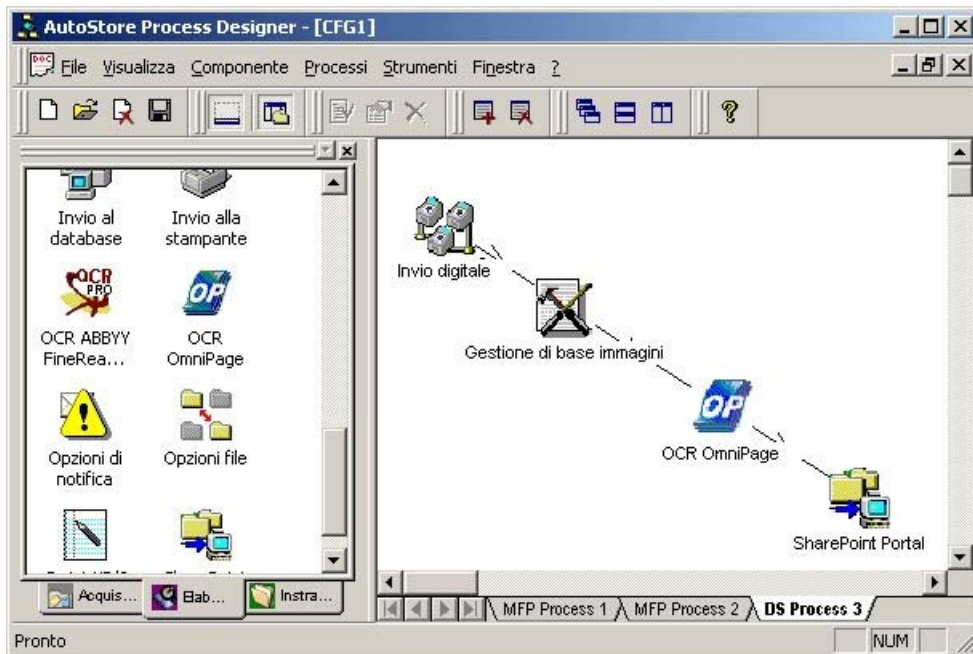 AutoStore Process Designer - [CFG1]
DOC
File Visualizza Componente Processi Strumenti Finestra ?
Invio al database
Invio alla stampante
OCR PRO
OCR ABBYY FineRea...
OP
OCR OmniPage
Opzioni di notifica
Opzioni file
Acquis...
Elab...
Instra...
Invio digitale
Gestione di base immagini
OP
OCR OmniPage
SharePoint Portal
MFP Process 1
MFP Process 2
DS Process 3
Pronto
NUM